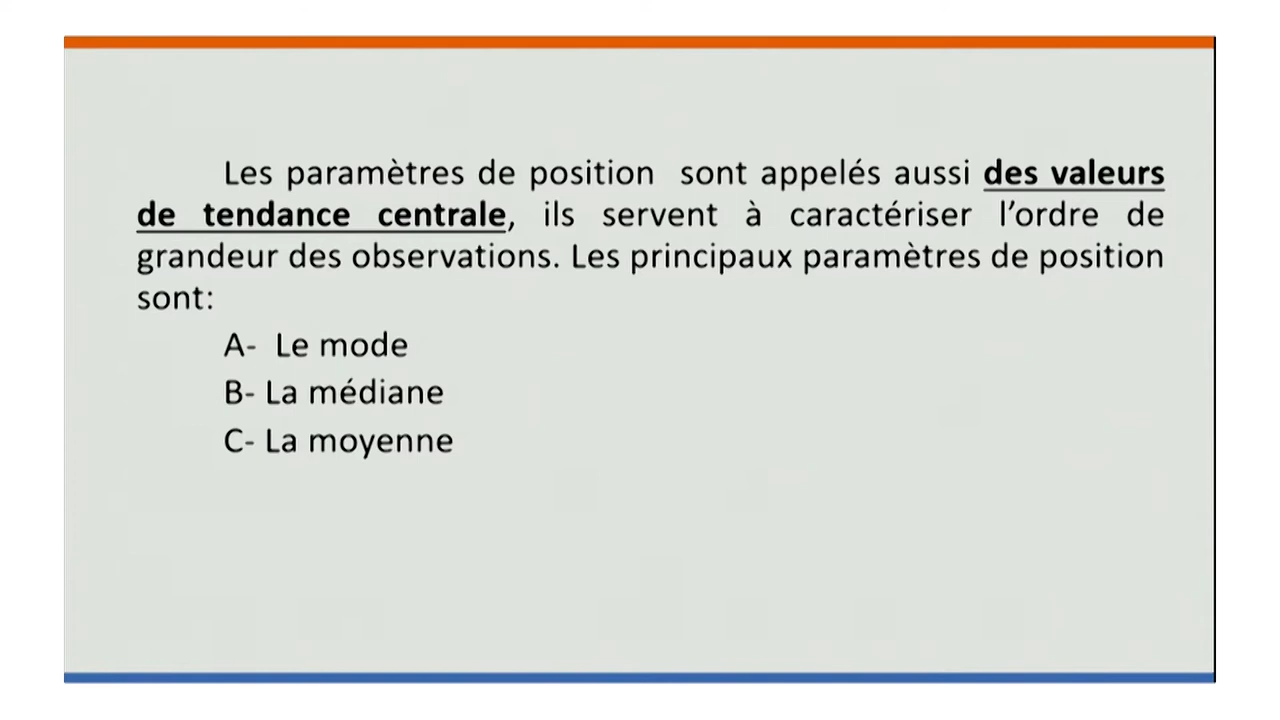 Les paramètres de position sont appelés aussi des valeurs
de tendance centrale, ils servent à caractériser l’ordre de
grandeur des observations. Les principaux paramètres de position
sont:
A- Le mode
B- La médiane
C- La moyenne